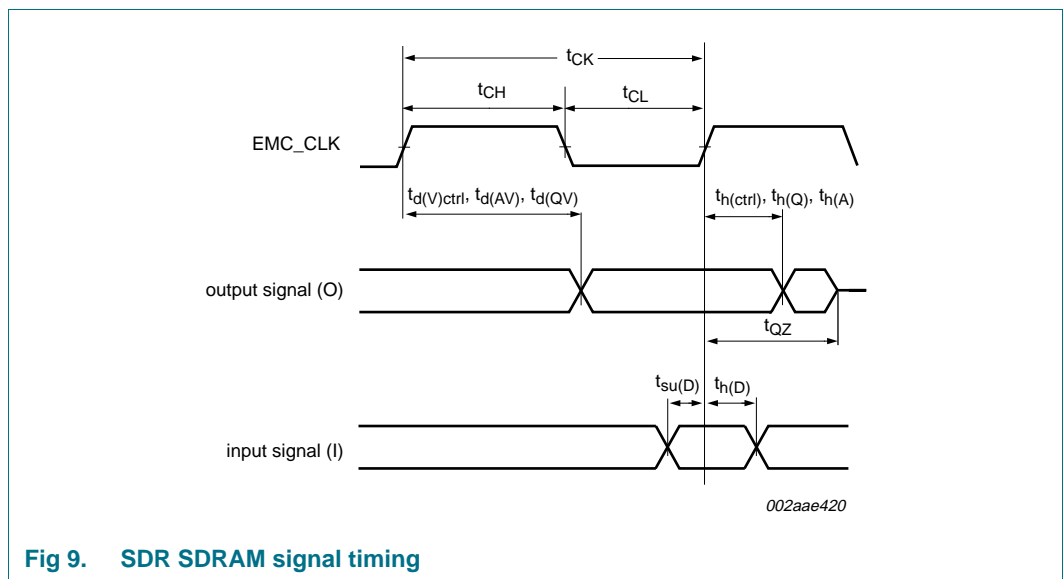 tCK
tCH
tCL
EMC_CLK
td(V)ctrl, td(AV), td(QV)
th(ctrl), th(Q), th(A)
output signal (O)
tQZ
tsu(D)
th(D)
input signal (I)
002aae420
Fig 9. SDR SDRAM signal timing